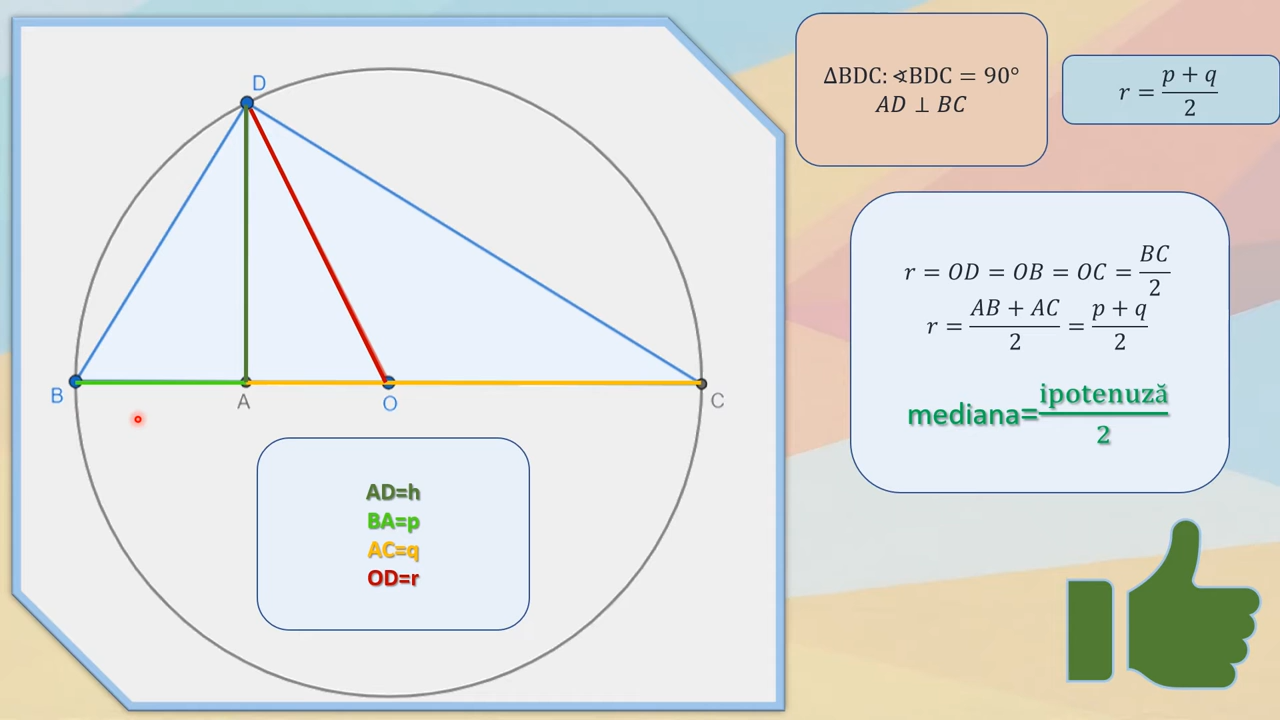 D
B
A
O
C
AD=h
BA=p
AC=q
OD=r
ΔBDC: ∢BDC = 90°
AD ⊥ BC
r = (p + q)/2
r = OD = OB = OC = BC/2
r = (AB + AC)/2 = (p + q)/2
mediana=ipotenuză/2